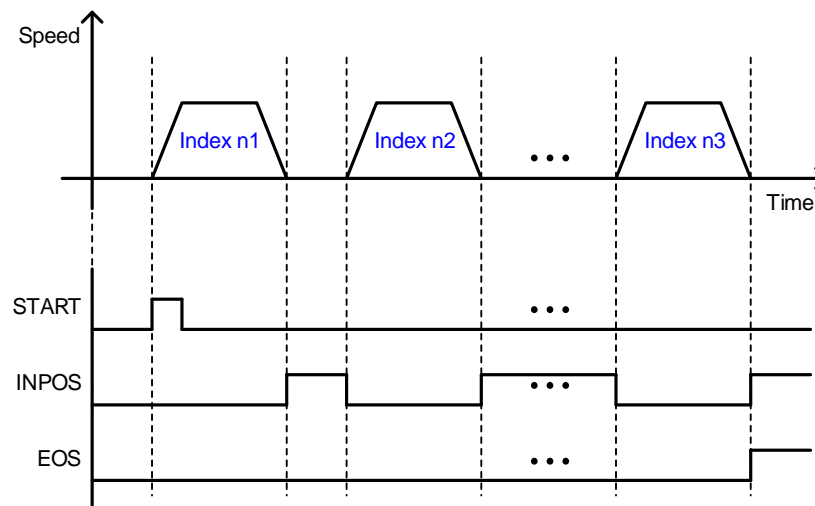 Speed
Index n1
Index n2
Index n3
Time
START
INPOS
EOS